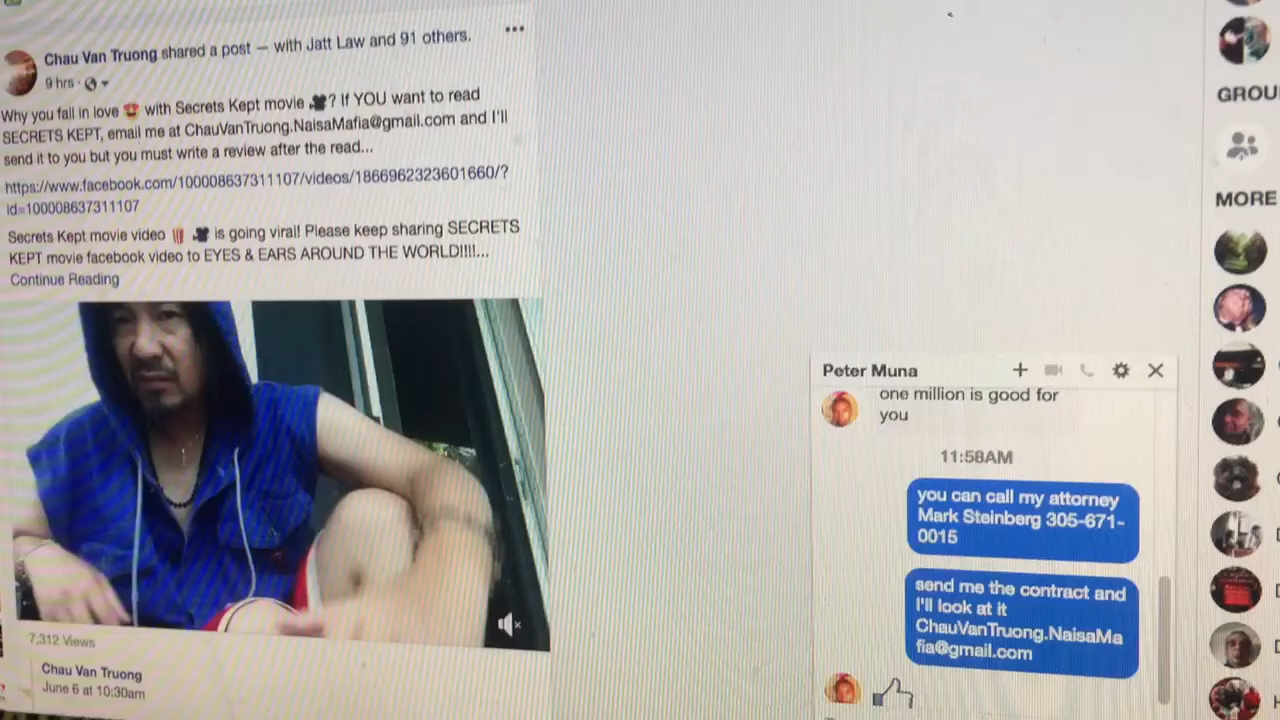 Chau Van Truong shared a post — with Jatt Law and 91 others.
9 hrs ·
Why you fall in love 😍 with Secrets Kept movie 🎥? If YOU want to read
SECRETS KEPT, email me at ChauVanTruong.NaisaMafia@gmail.com and I'll
send it to you but you must write a review after the read...
https://www.facebook.com/100008637311107/videos/1866962323601660/?
id=100008637311107
Secrets Kept movie video 🍿 🎥 is going viral! Please keep sharing SECRETS
KEPT movie facebook video to EYES & EARS AROUND THE WORLD!!!!...
Continue Reading
7,312 Views
Chau Van Truong
June 6 at 10:30am
Peter Muna
one million is good for
you
11:58AM
you can call my attorney
Mark Steinberg 305-671-
0015
send me the contract and
I'll look at it
ChauVanTruong.NaisaMa
fia@gmail.com
GROU
MORE